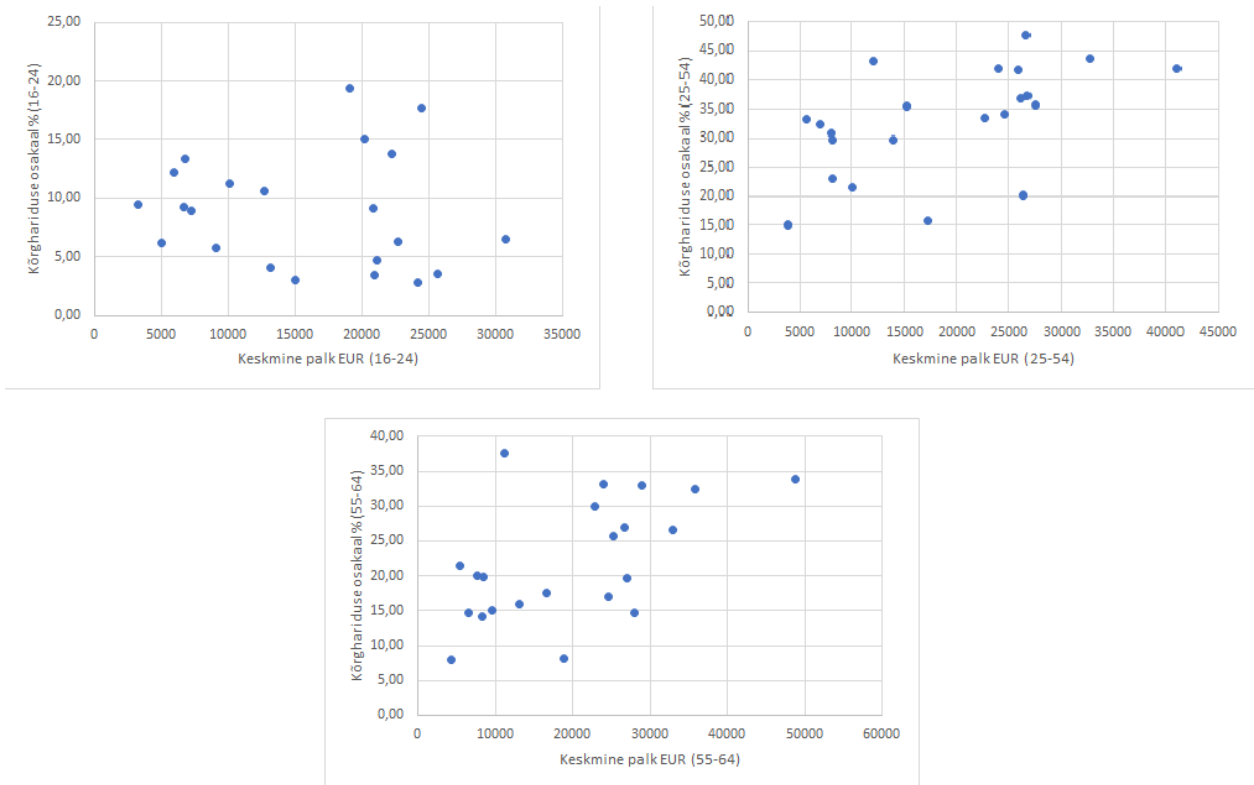 25,00
20,00
15,00
10,00
5,00
0,00
Kõrghariduse osakaal % (16-24)
0 5000 10000 15000 20000 25000 30000 35000
Keskmine palk EUR (16-24)
50,00
45,00
40,00
35,00
30,00
25,00
20,00
15,00
10,00
5,00
0,00
Kõrghariduse osakaal % (25-54)
0 5000 10000 15000 20000 25000 30000 35000 40000 45000
Keskmine palk EUR (25-54)
40,00
35,00
30,00
25,00
20,00
15,00
10,00
5,00
0,00
Kõrghariduse osakaal % (55-64)
0 10000 20000 30000 40000 50000 60000
Keskmine palk EUR (55-64)